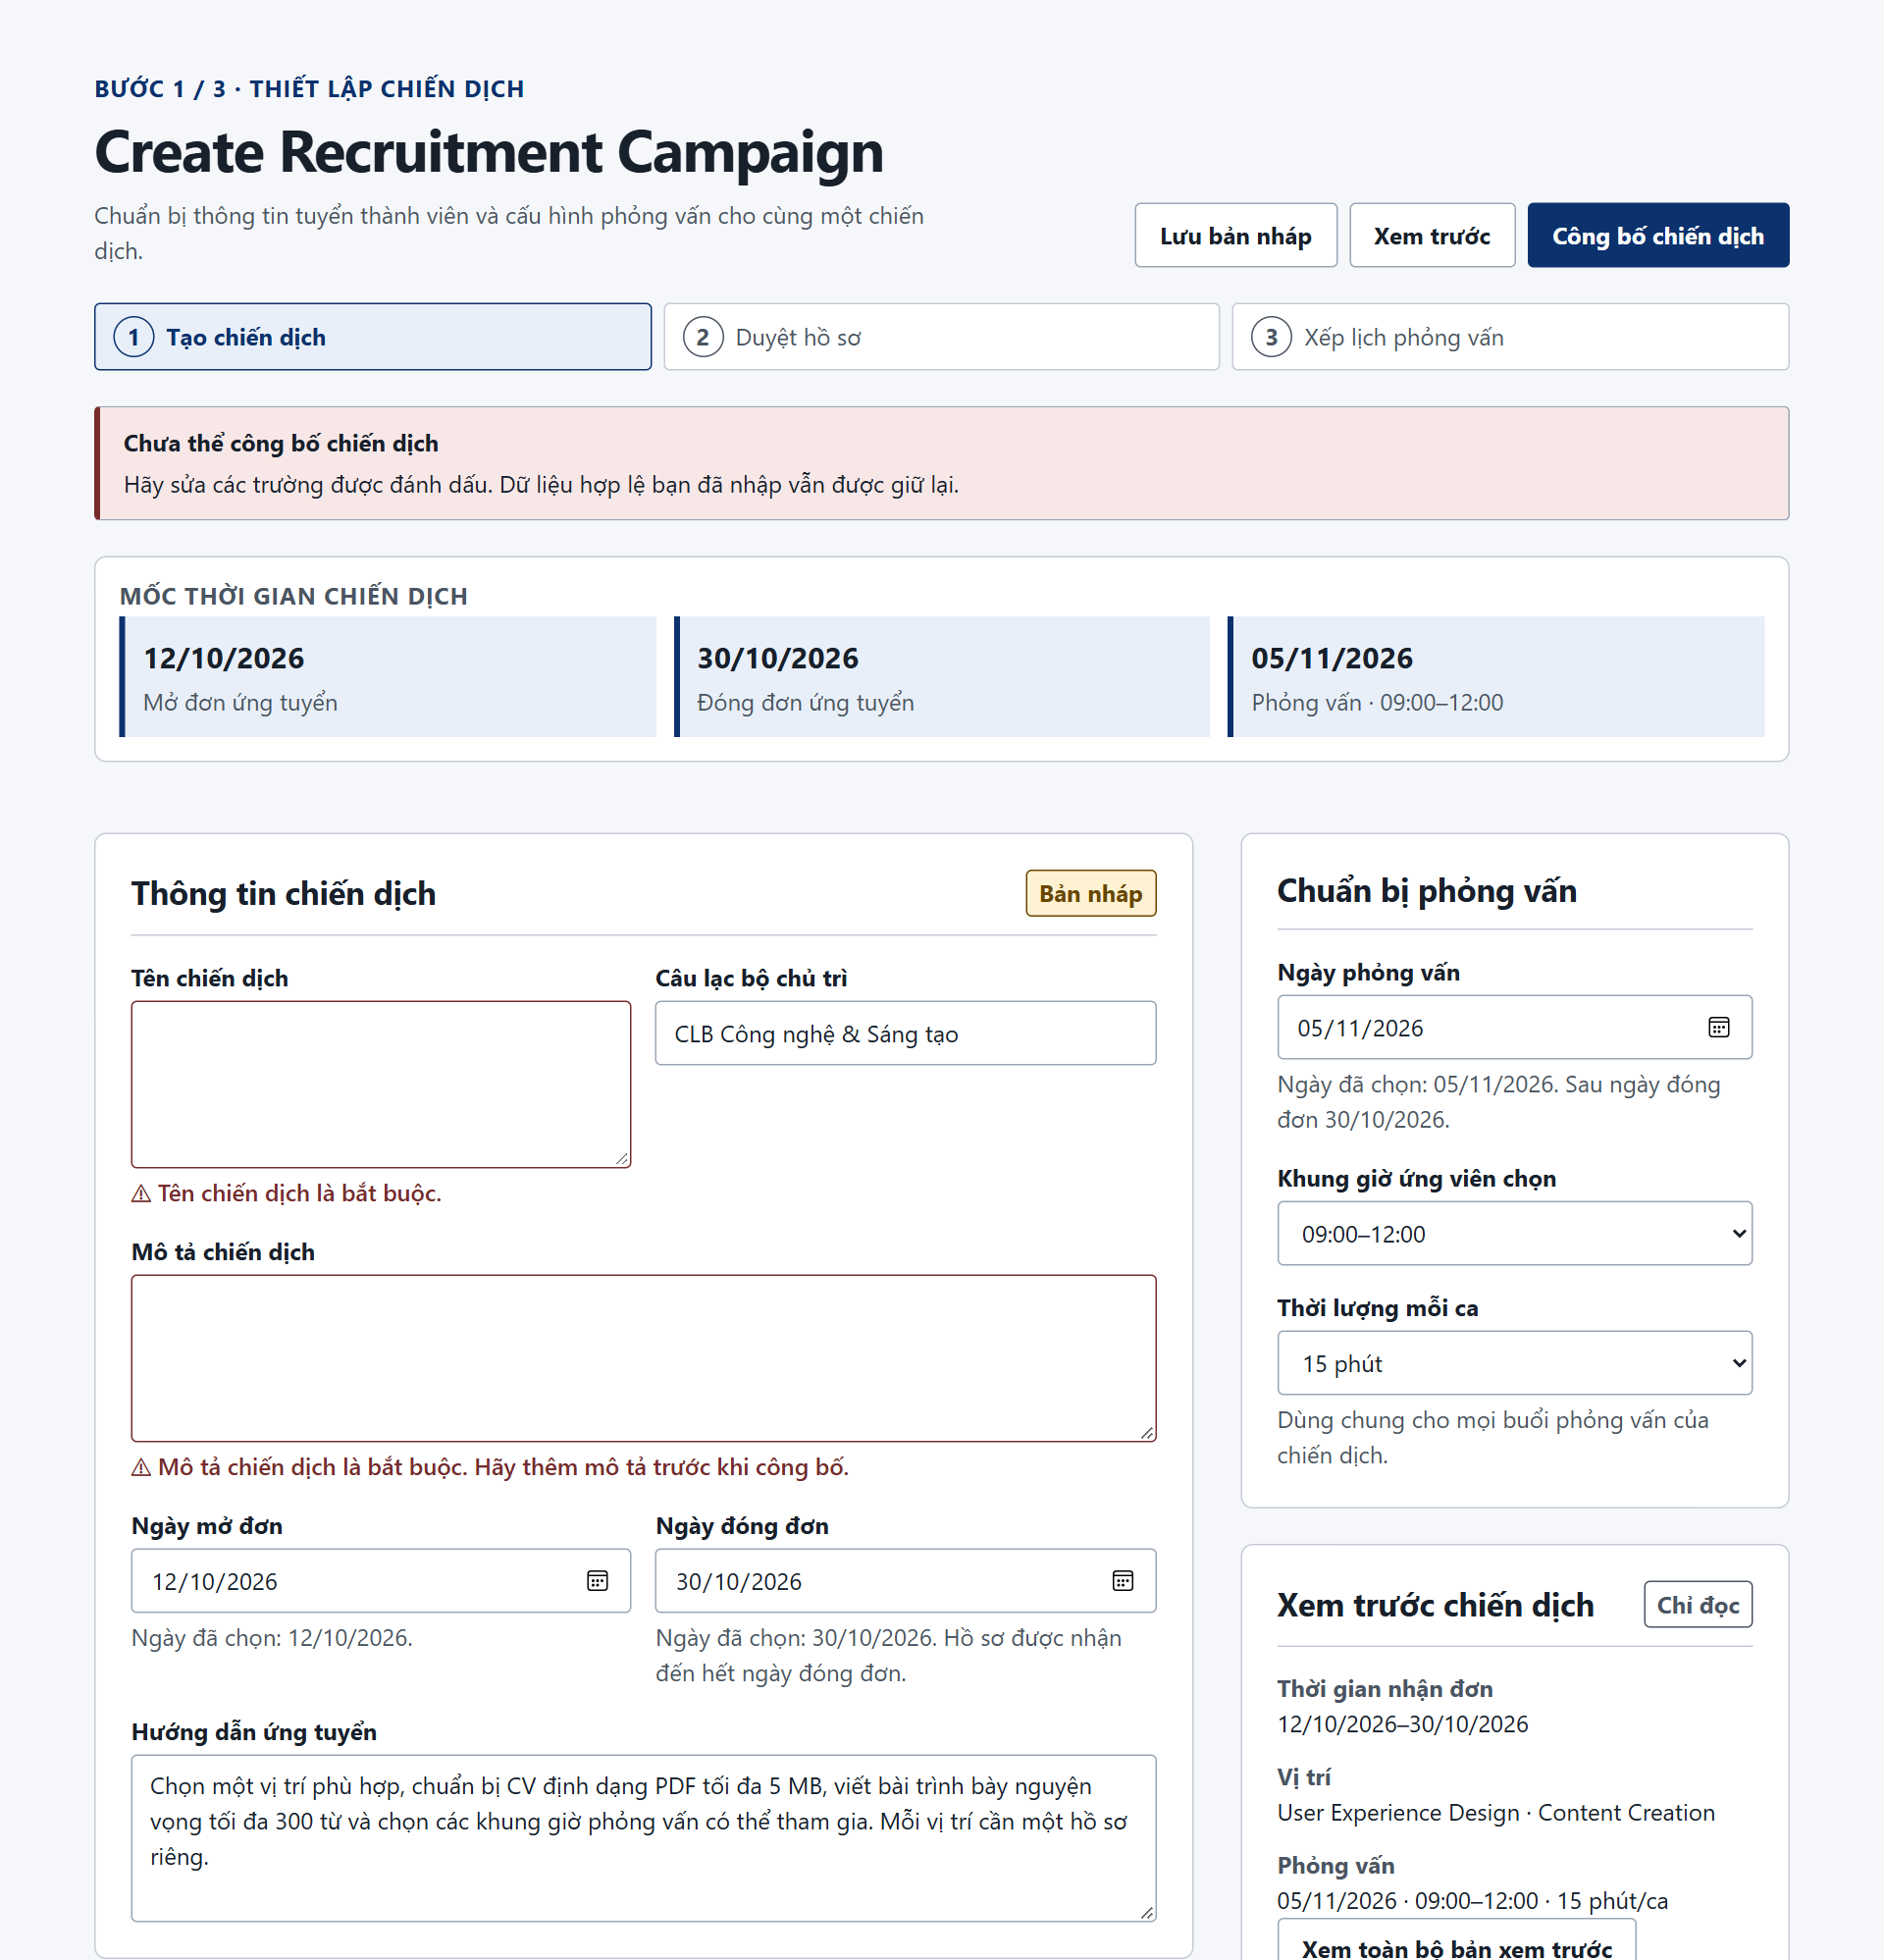 BƯỚC 1 / 3 · THIẾT LẬP CHIẾN DỊCH
Create Recruitment Campaign
Chuẩn bị thông tin tuyển thành viên và cấu hình phỏng vấn cho cùng một chiến
dịch.
Lưu bản nháp
Xem trước
Công bố chiến dịch
1 Tạo chiến dịch
2 Duyệt hồ sơ
3 Xếp lịch phỏng vấn
Chưa thể công bố chiến dịch
Hãy sửa các trường được đánh dấu. Dữ liệu hợp lệ bạn đã nhập vẫn được giữ lại.
MỐC THỜI GIAN CHIẾN DỊCH
12/10/2026
Mở đơn ứng tuyển
30/10/2026
Đóng đơn ứng tuyển
05/11/2026
Phỏng vấn · 09:00–12:00
Thông tin chiến dịch
Bản nháp
Tên chiến dịch
⚠ Tên chiến dịch là bắt buộc.
Câu lạc bộ chủ trì
CLB Công nghệ & Sáng tạo
Mô tả chiến dịch
⚠ Mô tả chiến dịch là bắt buộc. Hãy thêm mô tả trước khi công bố.
Ngày mở đơn
12/10/2026
Ngày đã chọn: 12/10/2026.
Ngày đóng đơn
30/10/2026
Ngày đã chọn: 30/10/2026. Hồ sơ được nhận
đến hết ngày đóng đơn.
Hướng dẫn ứng tuyển
Chọn một vị trí phù hợp, chuẩn bị CV định dạng PDF tối đa 5 MB, viết bài trình bày nguyện
vọng tối đa 300 từ và chọn các khung giờ phỏng vấn có thể tham gia. Mỗi vị trí cần một hồ sơ
riêng.
Chuẩn bị phỏng vấn
Ngày phỏng vấn
05/11/2026
Ngày đã chọn: 05/11/2026. Sau ngày đóng
đơn 30/10/2026.
Khung giờ ứng viên chọn
09:00–12:00
Thời lượng mỗi ca
15 phút
Dùng chung cho mọi buổi phỏng vấn của
chiến dịch.
Xem trước chiến dịch
Chỉ đọc
Thời gian nhận đơn
12/10/2026–30/10/2026
Vị trí
User Experience Design · Content Creation
Phỏng vấn
05/11/2026 · 09:00–12:00 · 15 phút/ca
Xem toàn bộ bản xem trước